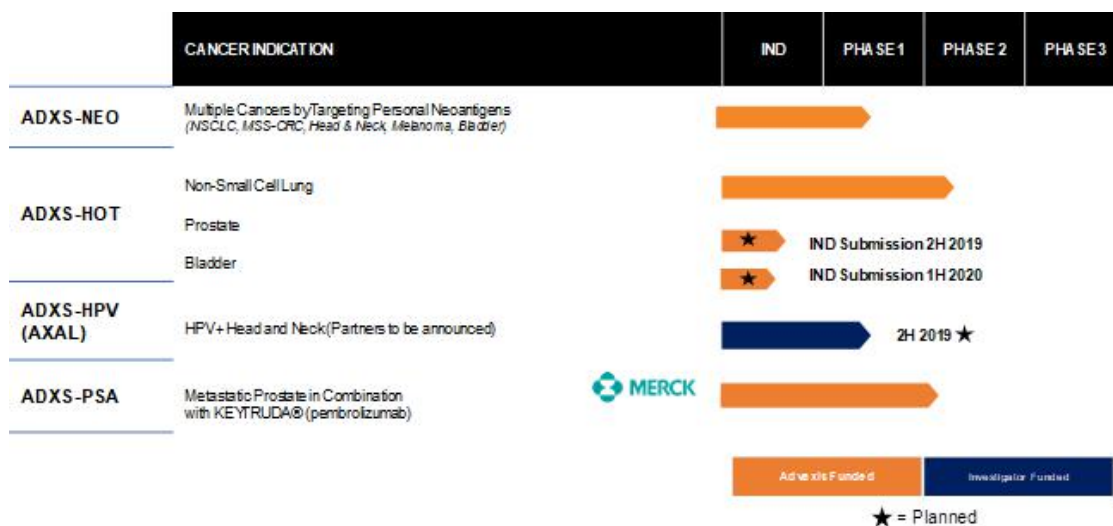 CANCER INDICATION IND PHASE 1 PHASE 2 PHASE 3
ADXS-NEO
Multiple Cancers by Targeting Personal Neoantigens
(NSCLC, MSS-CRC, Head & Neck, Melanoma, Bladder)
ADXS-HOT
Non-Small Cell Lung
Prostate
★
IND Submission 2H 2019
Bladder
★
IND Submission 1H 2020
ADXS-HPV
(AXAL)
HPV+ Head and Neck (Partners to be announced)
2H 2019 ★
ADXS-PSA
Metastatic Prostate in Combination
with KEYTRUDA® (pembrolizumab)
MERCK
Advaxis Funded
Investigator Funded
★ = Planned